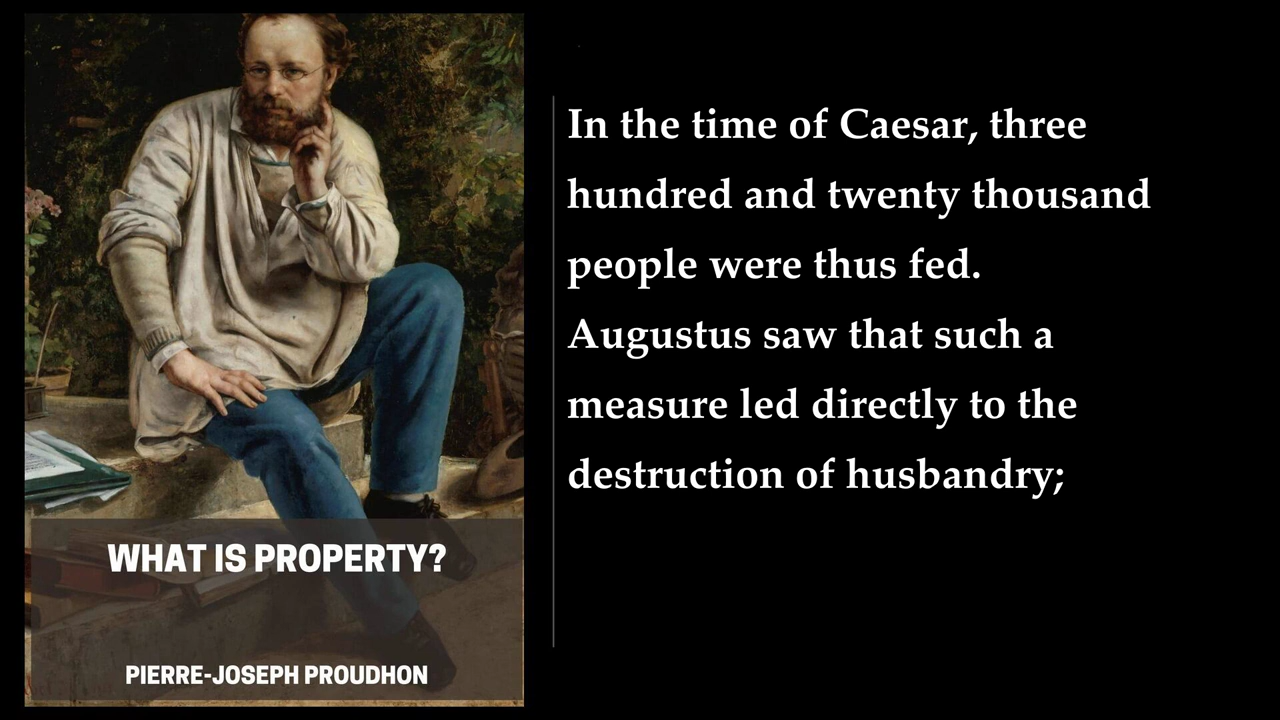 In the time of Caesar, three
hundred and twenty thousand
people were thus fed.
Augustus saw that such a
measure led directly to the
destruction of husbandry;
WHAT IS PROPERTY?
PIERRE-JOSEPH PROUDHON